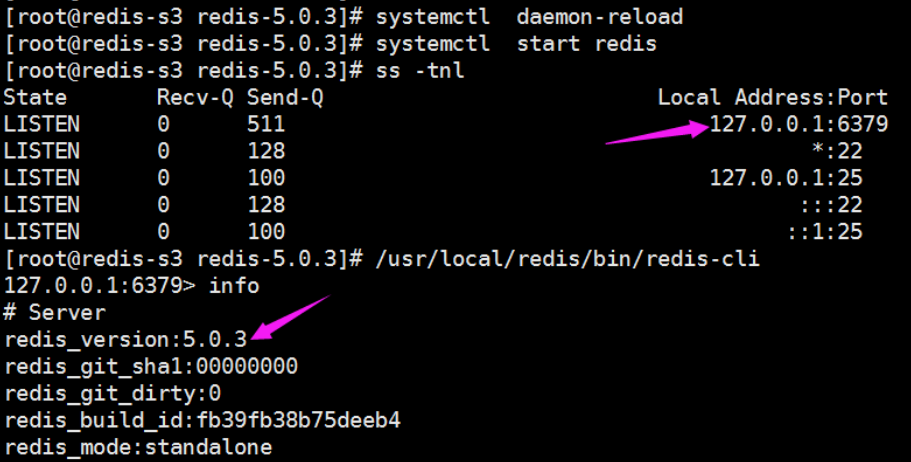 [root@redis-s3 redis-5.0.3]# systemctl  daemon-reload
[root@redis-s3 redis-5.0.3]# systemctl  start redis
[root@redis-s3 redis-5.0.3]# ss -tnl
State      Recv-Q Send-Q                         Local Address:Port
LISTEN     0      511                                127.0.0.1:6379
LISTEN     0      128                                        *:22
LISTEN     0      100                                127.0.0.1:25
LISTEN     0      128                                       :::22
LISTEN     0      100                                      ::1:25
[root@redis-s3 redis-5.0.3]# /usr/local/redis/bin/redis-cli
127.0.0.1:6379> info
# Server
redis_version:5.0.3
redis_git_sha1:00000000
redis_git_dirty:0
redis_build_id:fb39fb38b75deeb4
redis_mode:standalone